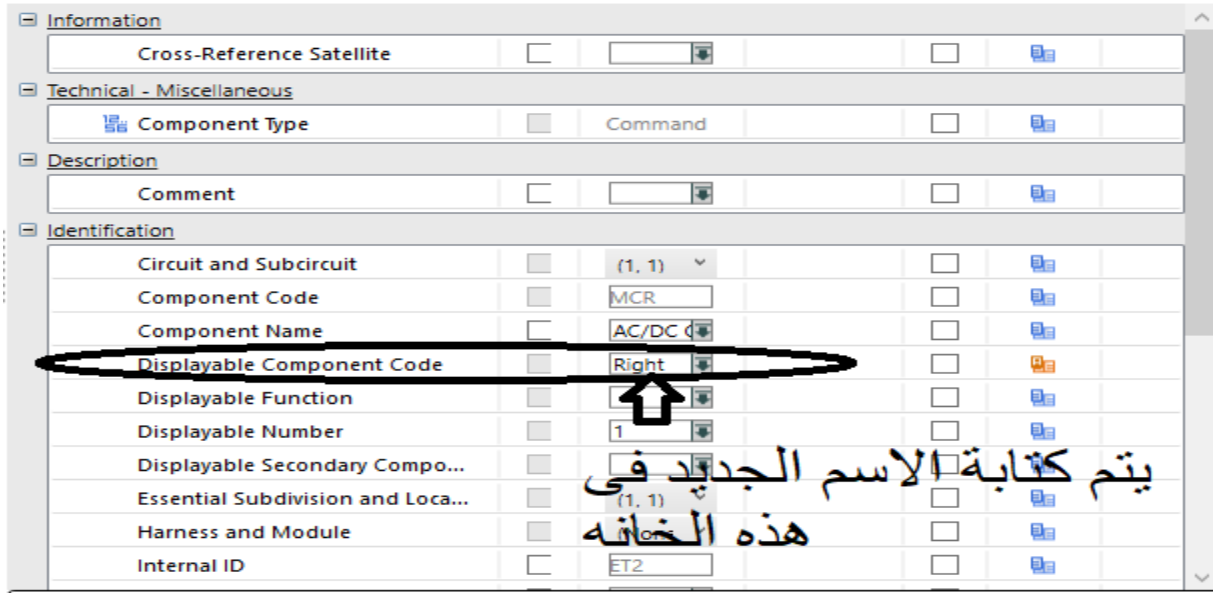 Information
Cross-Reference Satellite
Technical - Miscellaneous
Component Type Command
Description
Comment
Identification
Circuit and Subcircuit (1, 1)
Component Code MCR
Component Name AC/DC
Displayable Component Code Right
Displayable Function
Displayable Number 1
Displayable Secondary Compo...
Essential Subdivision and Loca... (1, 1)
Harness and Module
Internal ID ET2
يتم كتابة الاسم الجديد فى
هذه الخانه